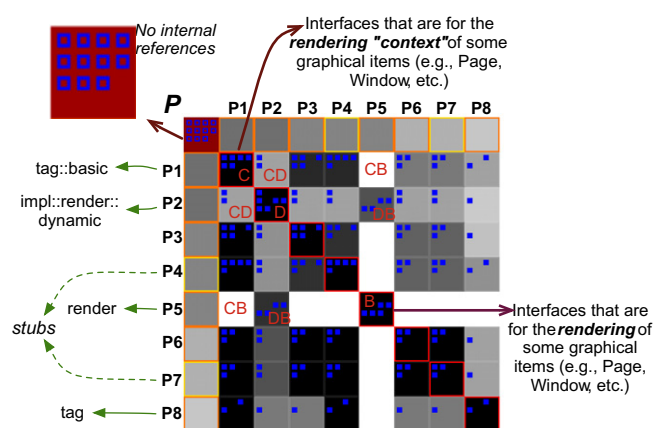 No internal
references
Interfaces that are for the
rendering "context" of some
graphical items (e.g., Page,
Window, etc.)
P
P1 P2 P3 P4 P5 P6 P7 P8
tag::basic
P1
C
CD
CB
impl::render::
dynamic
P2
CD
D
DB
P3
P4
stubs
render
P5
CB
DB
B
Interfaces that are
for the rendering of
some graphical
items (e.g., Page,
Window, etc.)
P6
P7
tag
P8